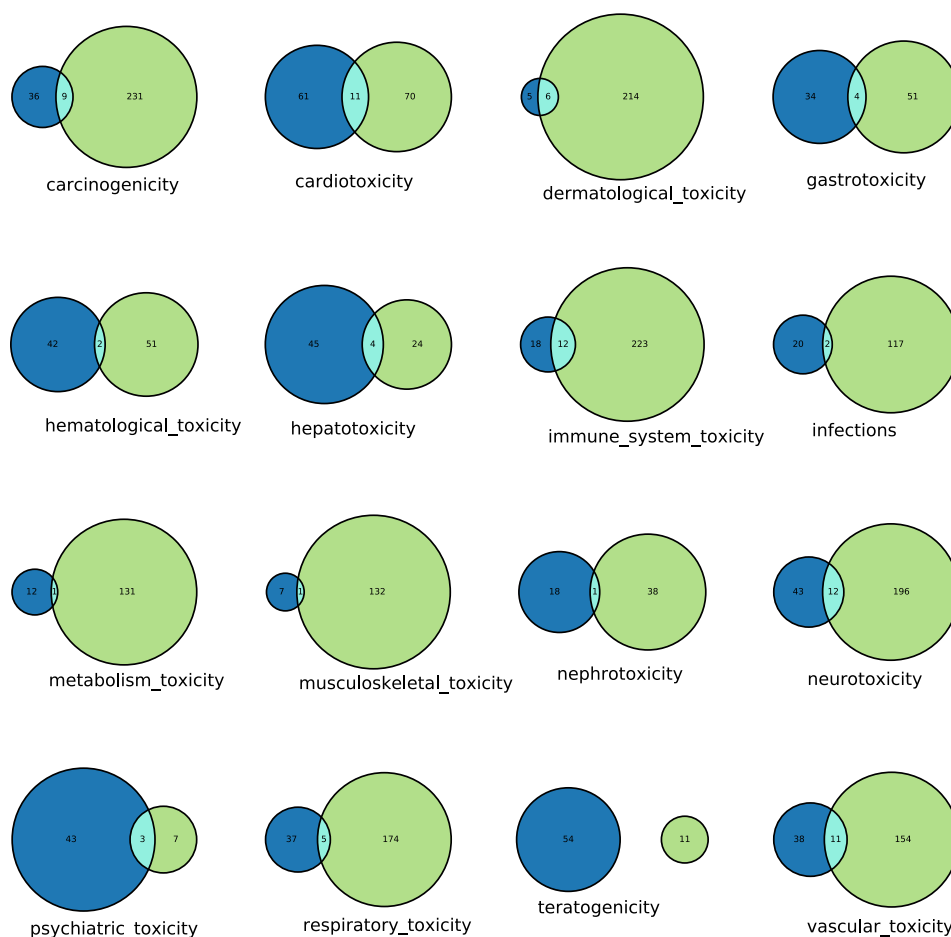 36 9 231
61 11 70
5 6 214
34 4 51
carcinogenicity
cardiotoxicity
dermatological_toxicity
gastrotoxicity
42 2 51
45 4 24
18 12 223
20 2 117
hematological_toxicity
hepatotoxicity
immune_system_toxicity
infections
12 1 131
7 1 132
18 1 38
43 12 196
metabolism_toxicity
musculoskeletal_toxicity
nephrotoxicity
neurotoxicity
43 3 7
37 5 174
54 11
38 11 154
psychiatric_toxicity
respiratory_toxicity
teratogenicity
vascular_toxicity